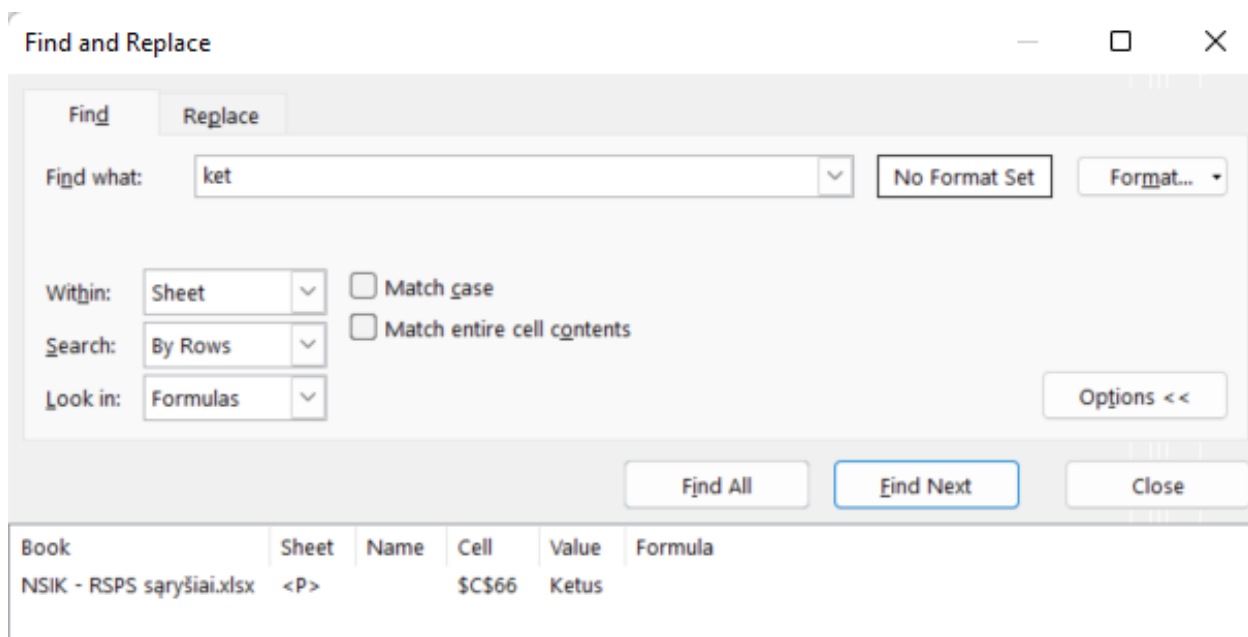 Find and Replace
Find Replace
Find what: ket No Format Set Format...
Within: Sheet Match case
Match entire cell contents
Search: By Rows
Look in: Formulas Options <<
Find All Find Next Close
Book Sheet Name Cell Value Formula
NSIK - RSPS sąryšiai.xlsx <P> $C$66 Ketus